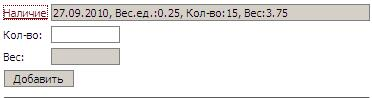 Наличие 27.09.2010, Вес.ед.:0.25, Кол-во:15, Вес:3.75
Кол-во:
Вес:
Добавить